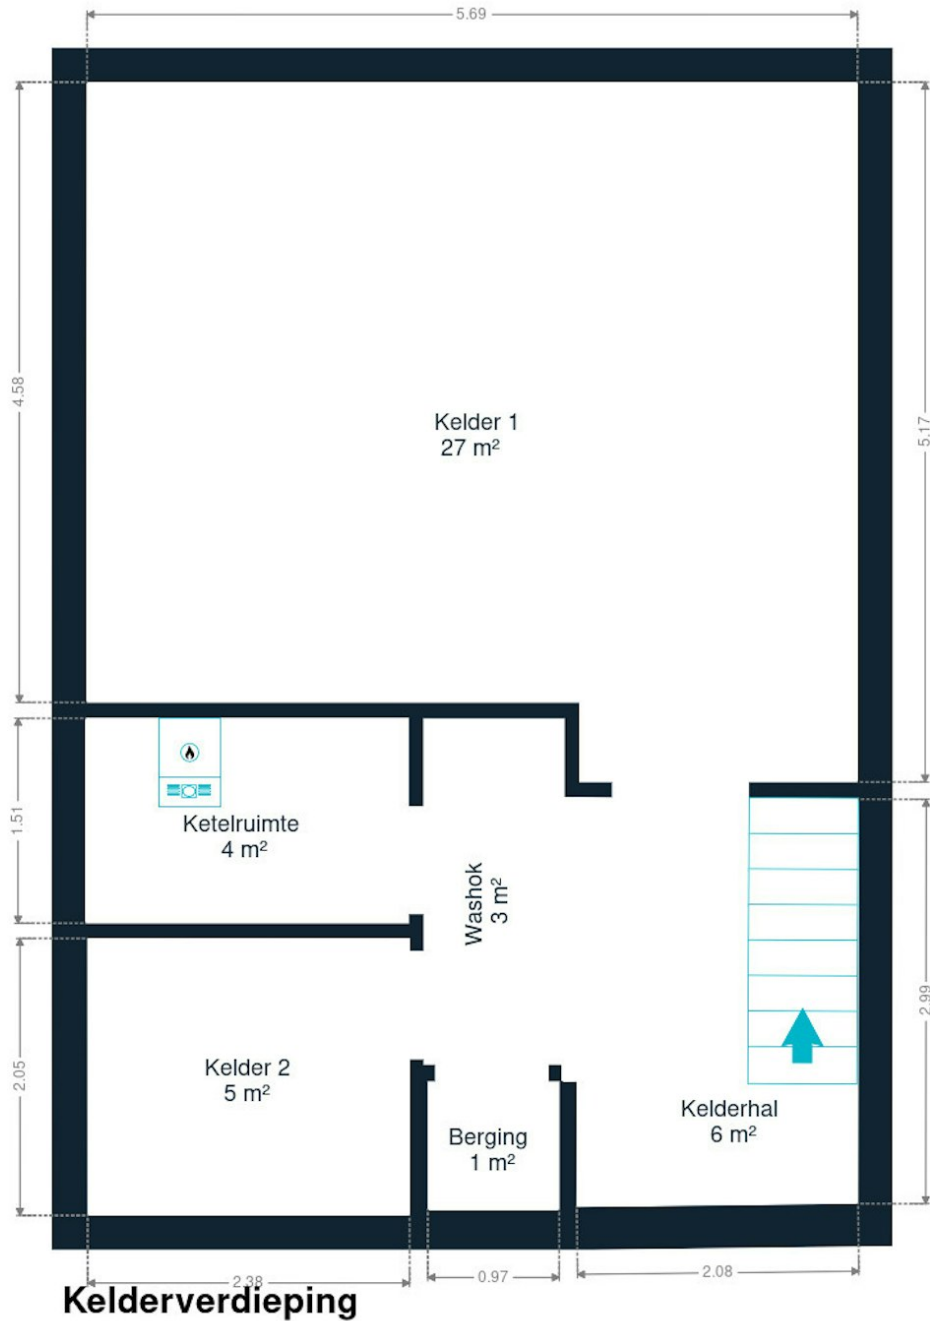 5.69
4.58
Kelder 1
27 m²
5.17
1.51
Ketelruimte
4 m²
Washok
3 m²
2.99
2.05
Kelder 2
5 m²
Berging
1 m²
Kelderhal
6 m²
2.38
0.97
2.08
Kelderverdieping